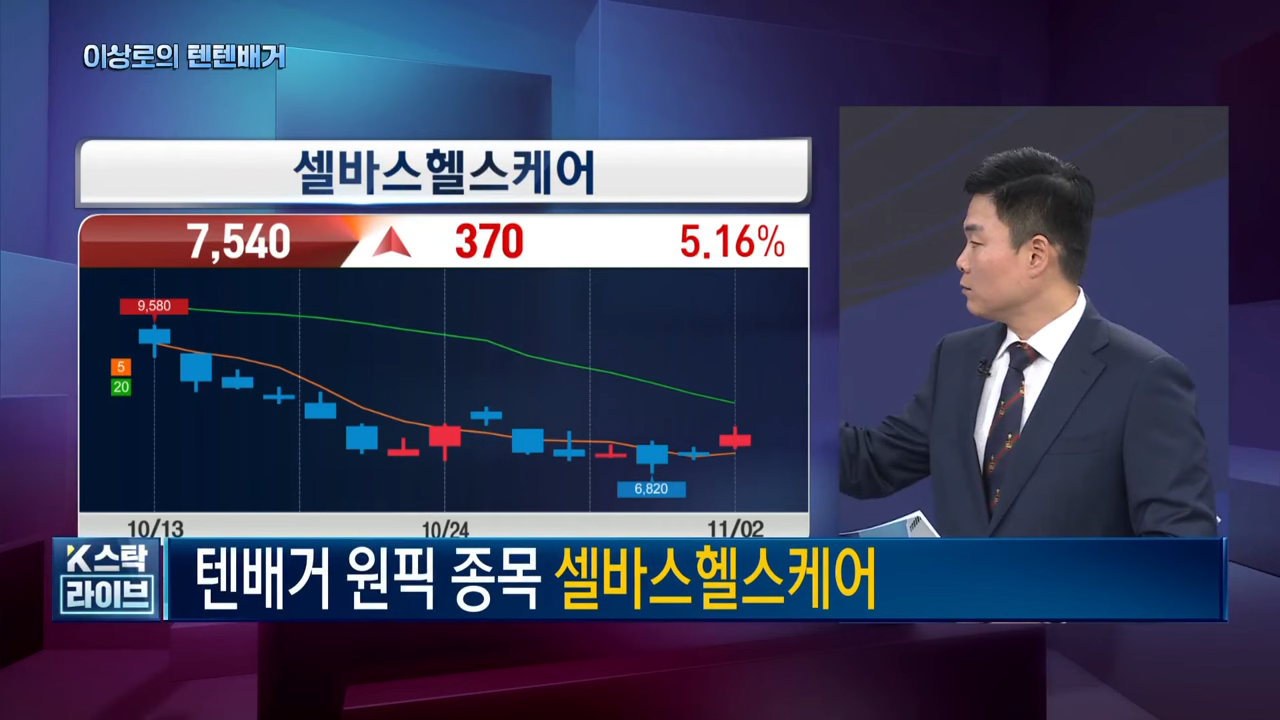 이상로의 텐텐배거
셀바스헬스케어
7,540 370 5.16%
9,580
5
20
6,820
10/13 10/24 11/02
K스탁
라이브
텐배거 원픽 종목 셀바스헬스케어